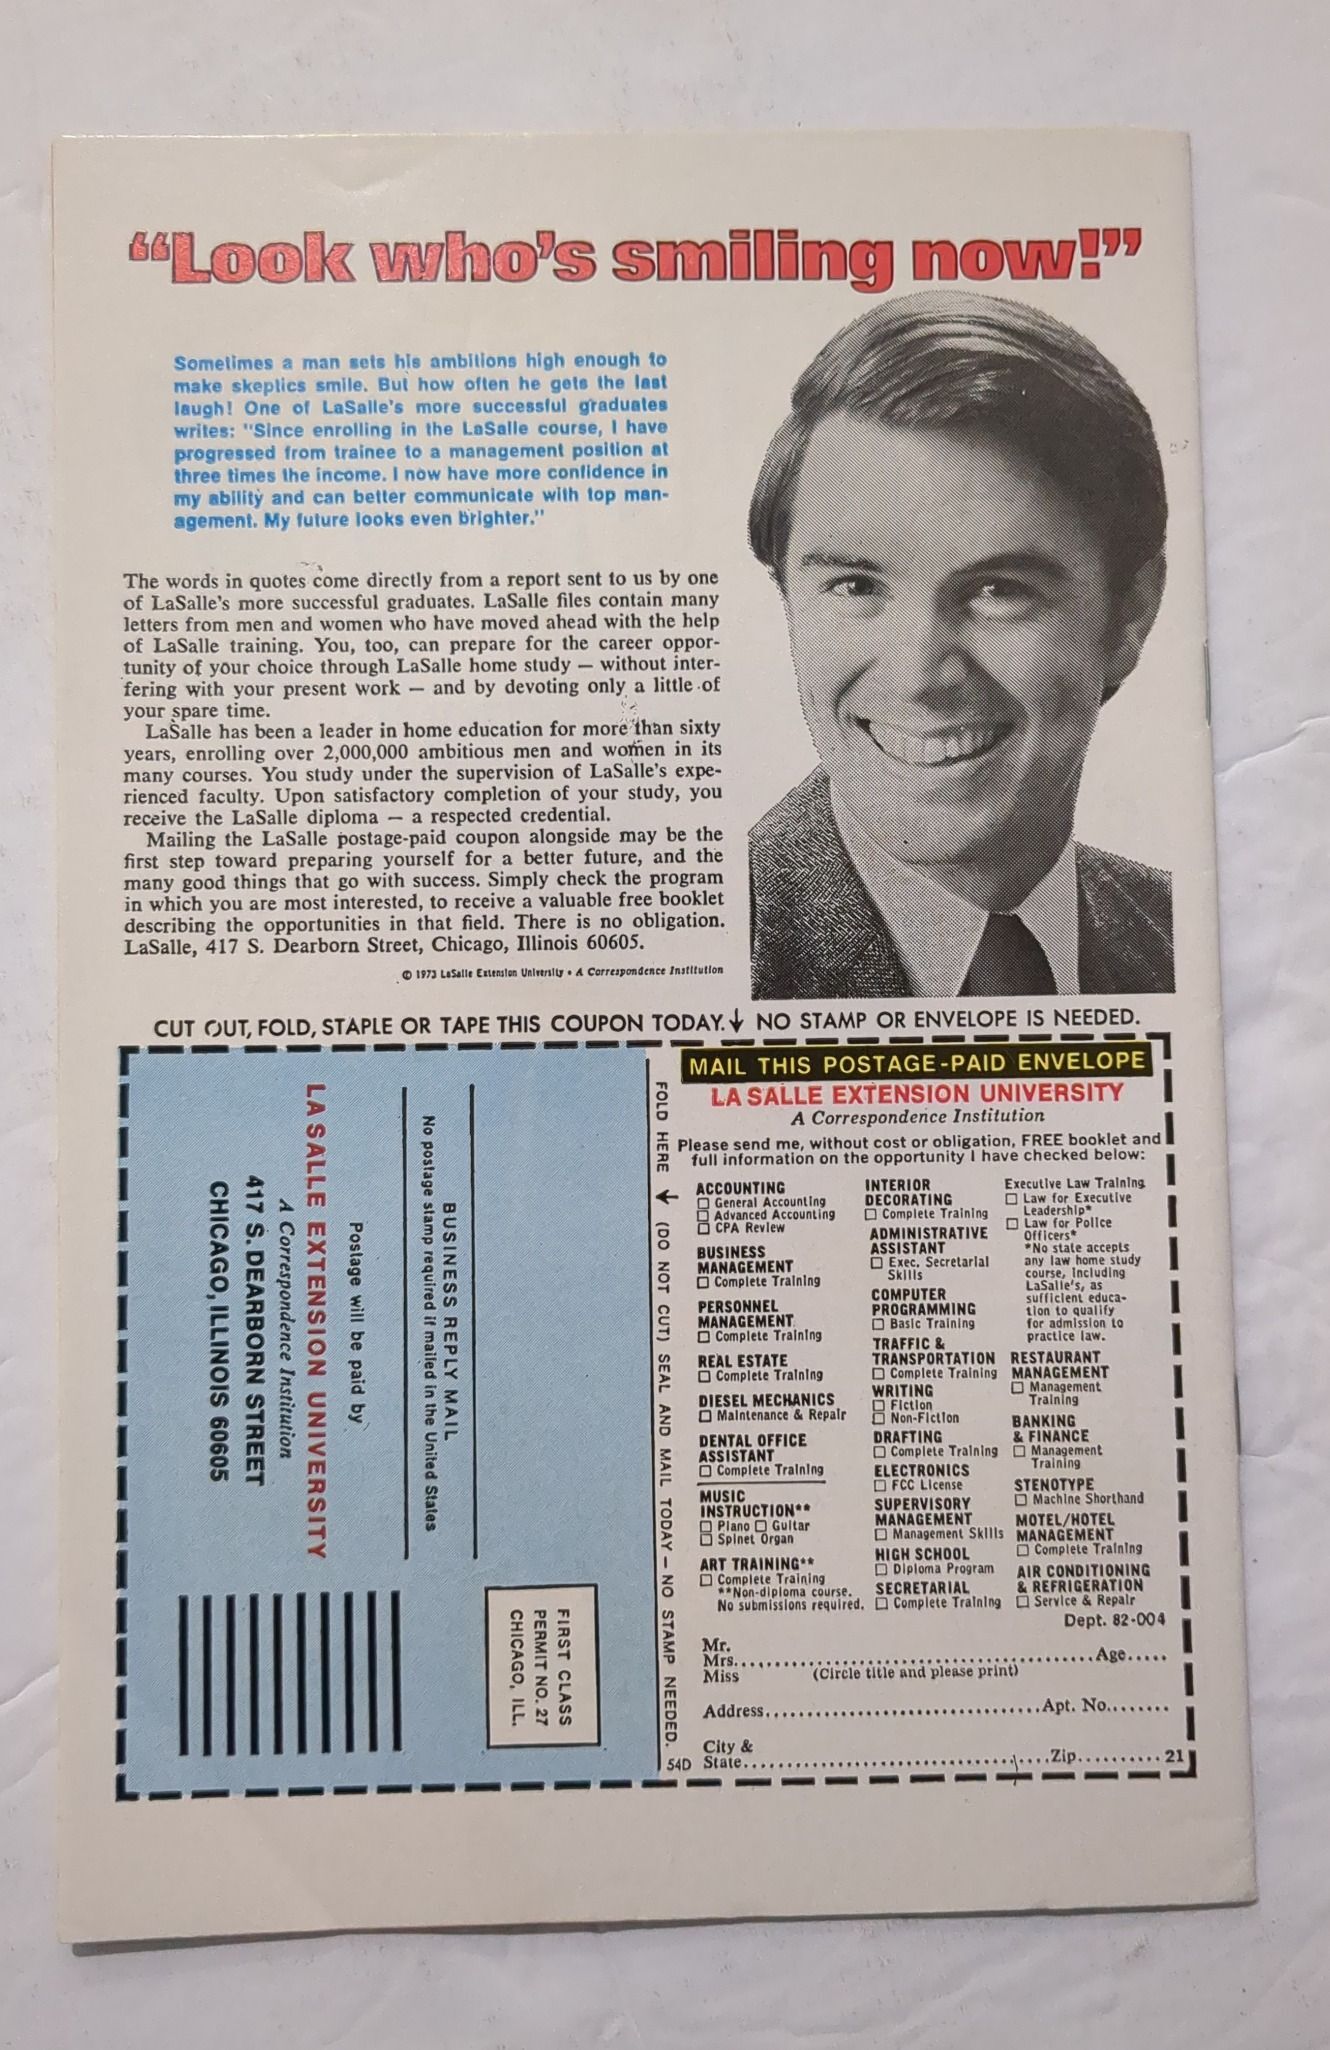 “Look who’s smiling now!”
Sometimes a man sets his ambitions high enough to
make skeptics smile. But how often he gets the last
laugh! One of LaSalle's more successful graduates
writes: "Since enrolling in the LaSalle course, I have
progressed from trainee to a management position at
three times the income. I now have more confidence in
my ability and can better communicate with top man-
agement. My future looks even brighter."
The words in quotes come directly from a report sent to us by one
of LaSalle's more successful graduates. LaSalle files contain many
letters from men and women who have moved ahead with the help
of LaSalle training. You, too, can prepare for the career oppor-
tunity of your choice through LaSalle home study — without inter-
fering with your present work — and by devoting only a little of
your spare time.
LaSalle has been a leader in home education for more than sixty
years, enrolling over 2,000,000 ambitious men and women in its
many courses. You study under the supervision of LaSalle's expe-
rienced faculty. Upon satisfactory completion of your study, you
receive the LaSalle diploma — a respected credential.
Mailing the LaSalle postage-paid coupon alongside may be the
first step toward preparing yourself for a better future, and the
many good things that go with success. Simply check the program
in which you are most interested, to receive a valuable free booklet
describing the opportunities in that field. There is no obligation.
LaSalle, 417 S. Dearborn Street, Chicago, Illinois 60605.
© 1973 LaSalle Extension University • A Correspondence Institution
CUT OUT, FOLD, STAPLE OR TAPE THIS COUPON TODAY.↓ NO STAMP OR ENVELOPE IS NEEDED.
FIRST CLASS
PERMIT NO. 27
CHICAGO, ILL.
BUSINESS REPLY MAIL
No postage stamp required if mailed in the United States
Postage will be paid by
LA SALLE EXTENSION UNIVERSITY
A Correspondence Institution
417 S. DEARBORN STREET
CHICAGO, ILLINOIS 60605
FOLD HERE → (DO NOT CUT) SEAL AND MAIL TODAY — NO STAMP NEEDED.
MAIL THIS POSTAGE-PAID ENVELOPE
LA SALLE EXTENSION UNIVERSITY
A Correspondence Institution
Please send me, without cost or obligation, FREE booklet and
full information on the opportunity I have checked below:
ACCOUNTING
☐ General Accounting
☐ Advanced Accounting
☐ CPA Review
BUSINESS
MANAGEMENT
☐ Complete Training
PERSONNEL
MANAGEMENT
☐ Complete Training
REAL ESTATE
☐ Complete Training
DIESEL MECHANICS
☐ Maintenance & Repair
DENTAL OFFICE
ASSISTANT
☐ Complete Training
MUSIC
INSTRUCTION**
☐ Piano ☐ Guitar
☐ Spinet Organ
ART TRAINING**
☐ Complete Training
**Non-diploma course.
No submissions required.
INTERIOR
DECORATING
☐ Complete Training
ADMINISTRATIVE
ASSISTANT
☐ Exec. Secretarial
Skills
COMPUTER
PROGRAMMING
☐ Basic Training
TRAFFIC &
TRANSPORTATION
☐ Complete Training
WRITING
☐ Fiction
☐ Non-Fiction
DRAFTING
☐ Complete Training
ELECTRONICS
☐ FCC License
SUPERVISORY
MANAGEMENT
☐ Management Skills
HIGH SCHOOL
☐ Diploma Program
SECRETARIAL
☐ Complete Training
Executive Law Training
☐ Law for Executive
Leadership*
☐ Law for Police
Officers*
*No state accepts
any law home study
course, including
LaSalle's, as
sufficient educa-
tion to qualify
for admission to
practice law.
RESTAURANT
MANAGEMENT
☐ Management
Training
BANKING
& FINANCE
☐ Management
Training
STENOTYPE
☐ Machine Shorthand
MOTEL/HOTEL
MANAGEMENT
☐ Complete Training
AIR CONDITIONING
& REFRIGERATION
☐ Service & Repair
Dept. 82-004
Mr.
Mrs. Age
Miss (Circle title and please print)
Address Apt. No.
City &
54D State Zip 21